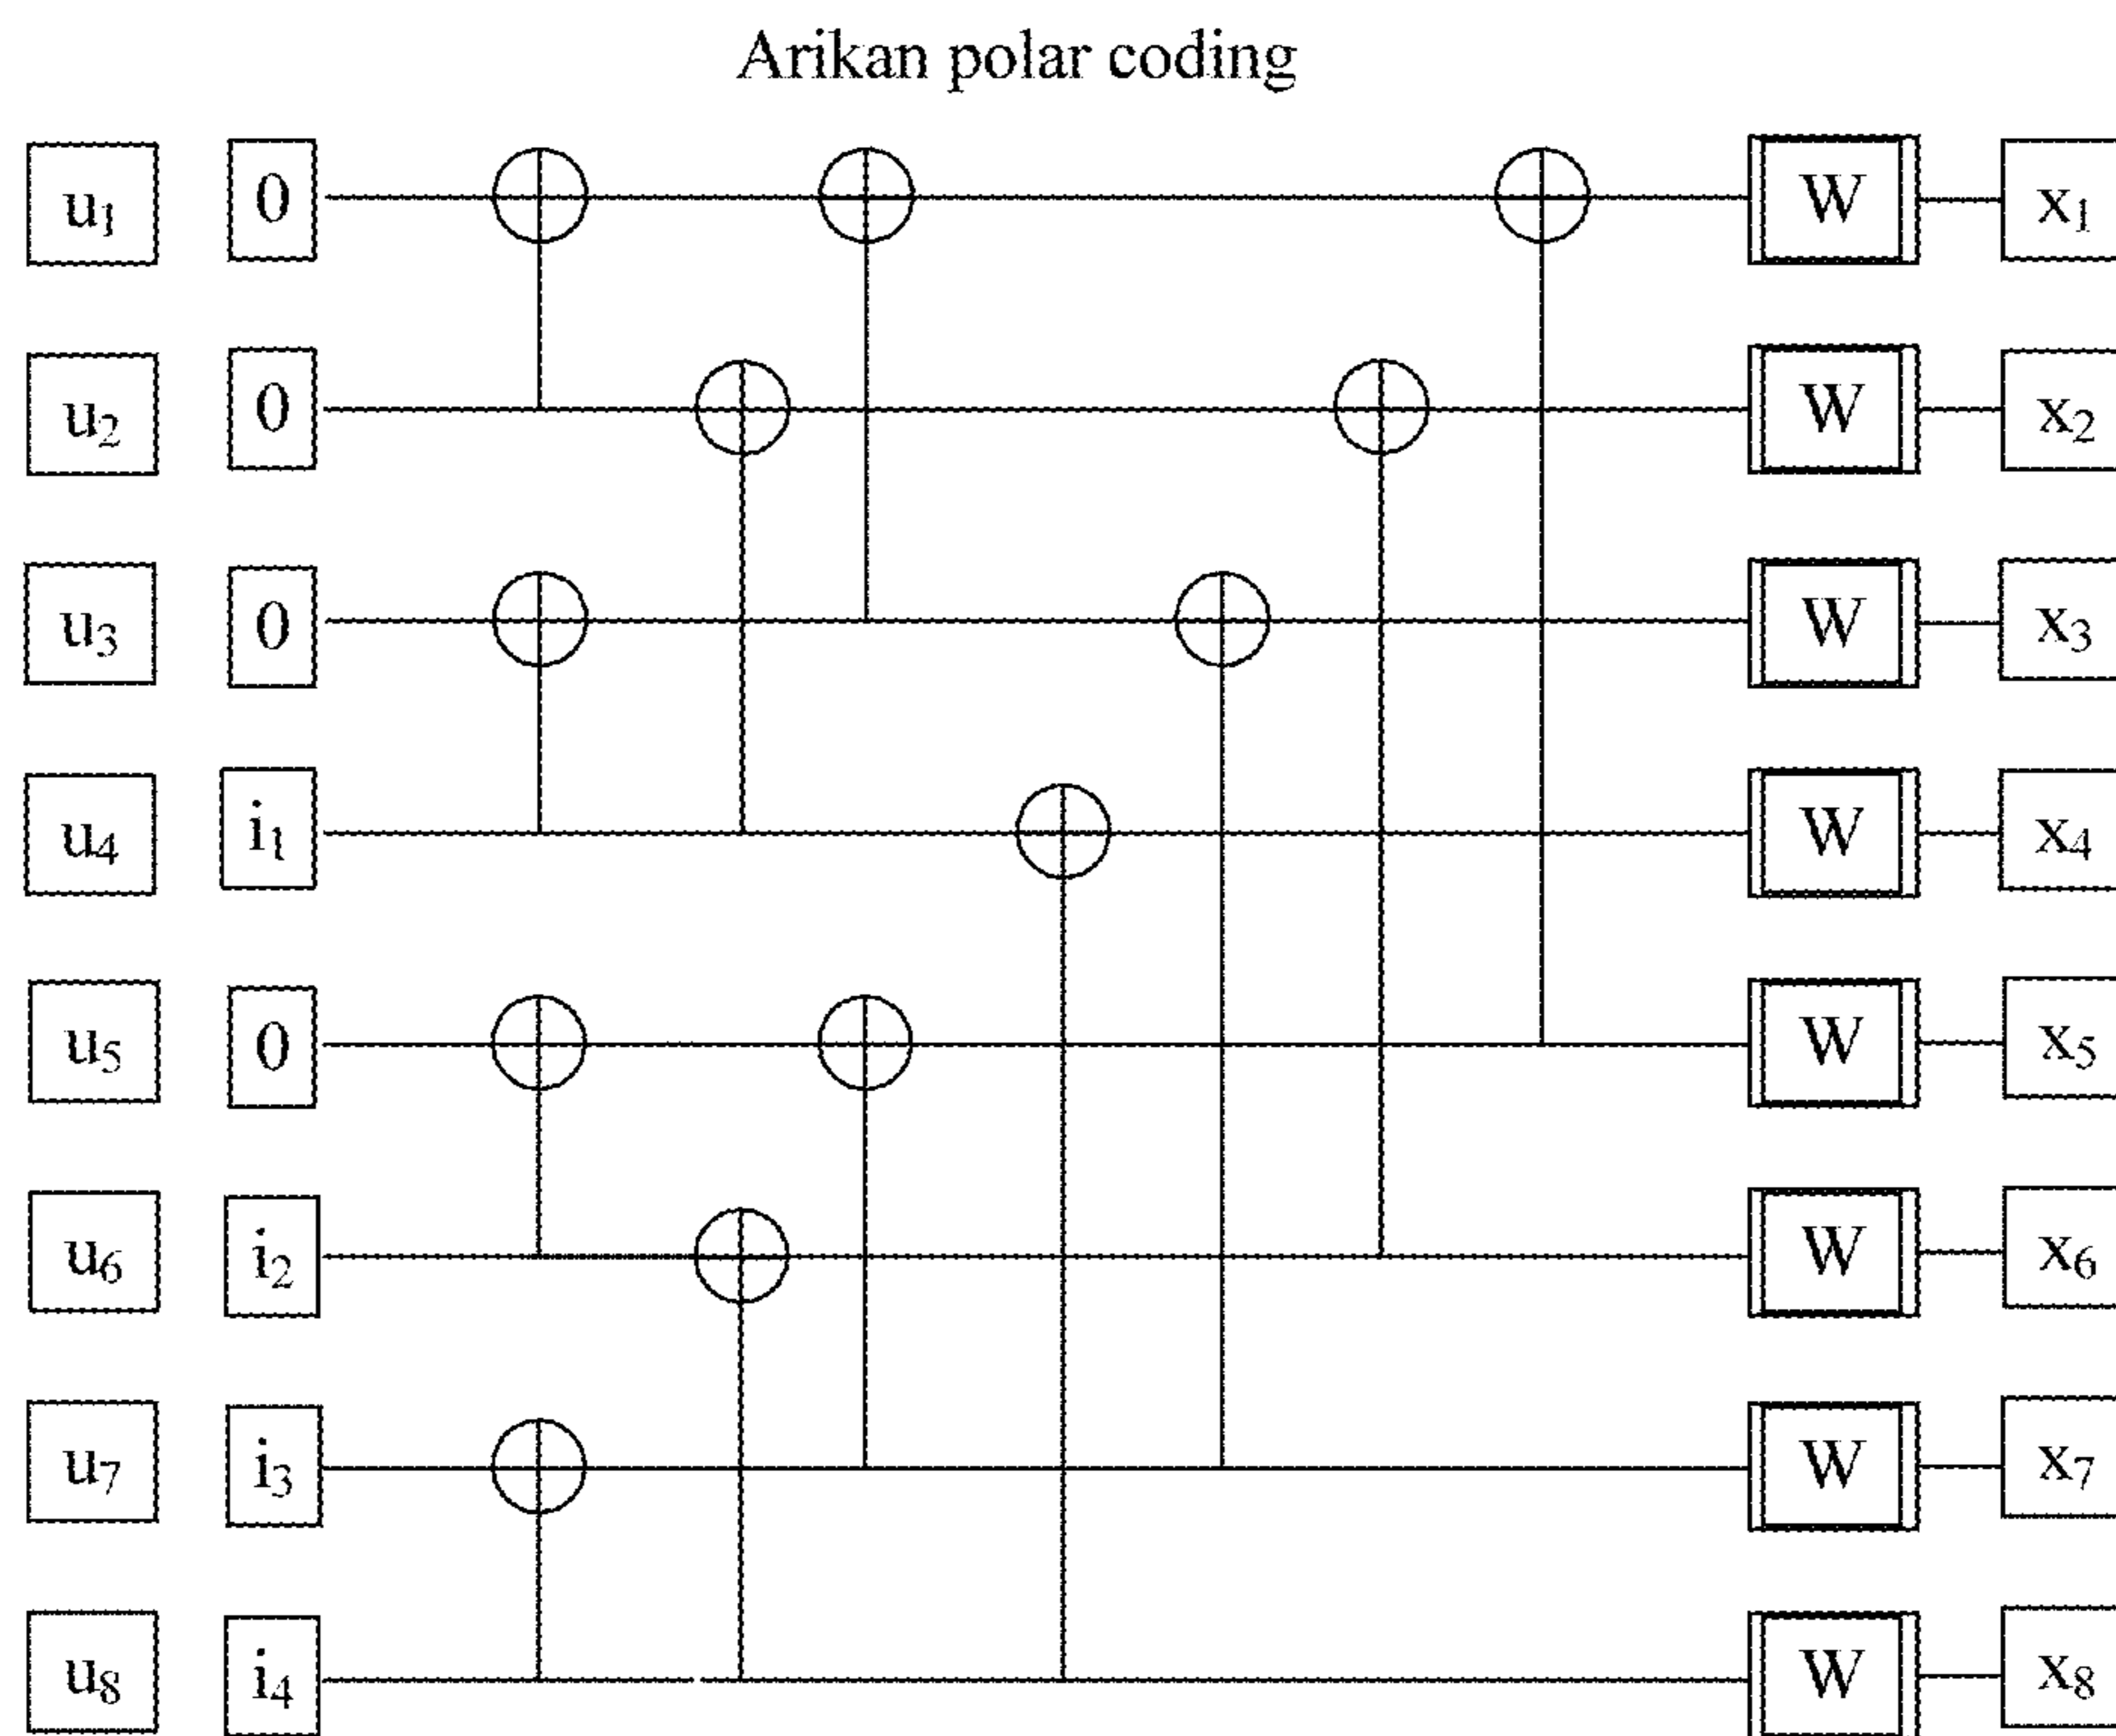 Arikan polar coding
u₁ 0 W x₁
u₂ 0 W x₂
u₃ 0 W x₃
u₄ i₁ W x₄
u₅ 0 W x₅
u₆ i₂ W x₆
u₇ i₃ W x₇
u₈ i₄ W x₈